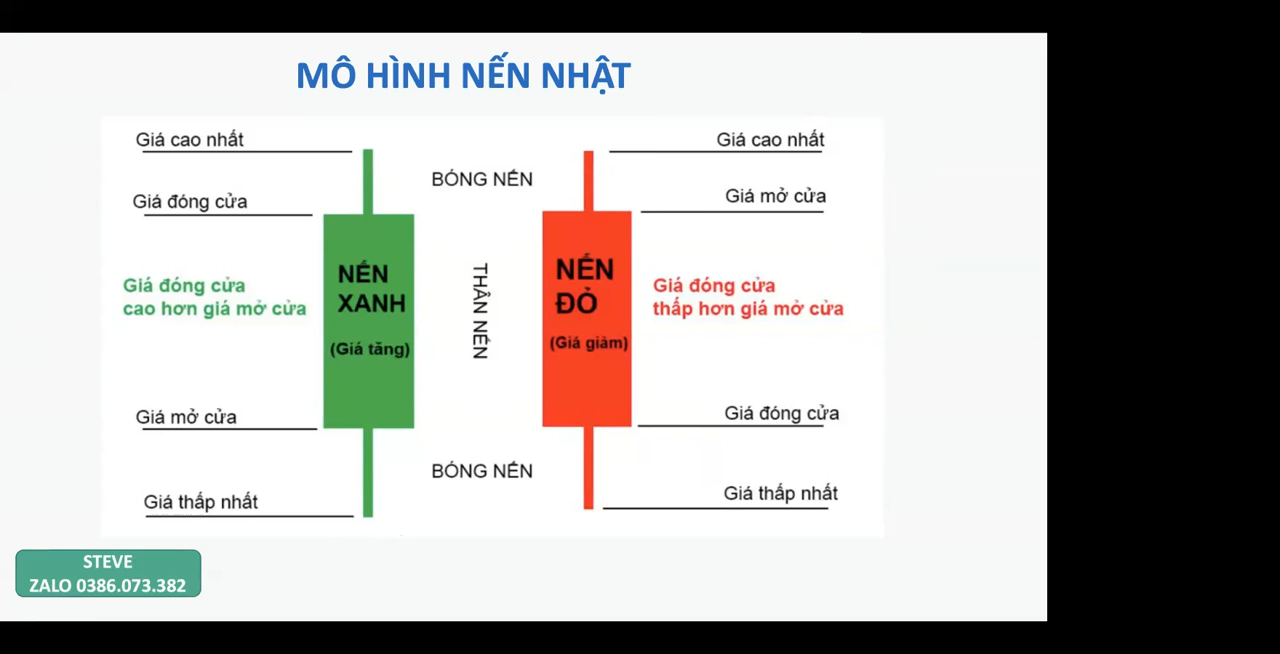 MÔ HÌNH NẾN NHẬT
Giá cao nhất
Giá đóng cửa
Giá đóng cửa
cao hơn giá mở cửa
Giá mở cửa
Giá thấp nhất
NẾN
XANH
(Giá tăng)
BÓNG NẾN
THÂN NẾN
BÓNG NẾN
NẾN
ĐỎ
(Giá giảm)
Giá cao nhất
Giá mở cửa
Giá đóng cửa
thấp hơn giá mở cửa
Giá đóng cửa
Giá thấp nhất
STEVE
ZALO 0386.073.382